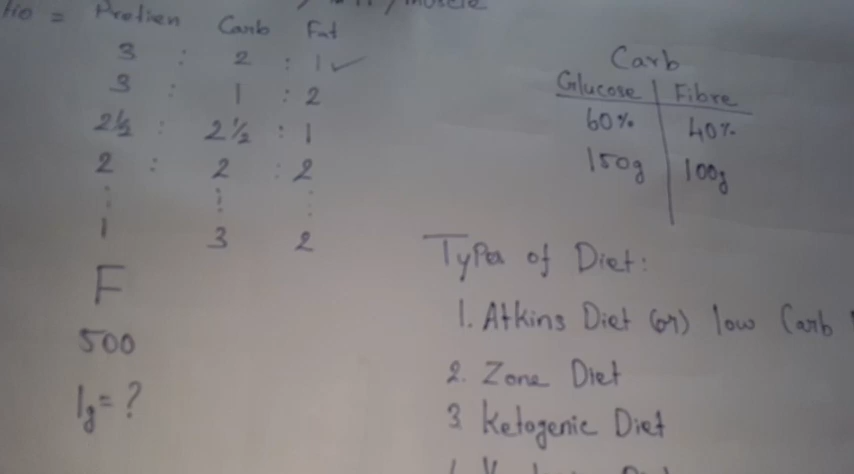 = Protien Carb Fat
3 : 2 : 1 ✓
3 : 1 : 2
2½ : 2½ : 1
2 : 2 : 2
⋮ ⋮ ⋮
1 3 2
F
500
1g = ?
Carb
Glucose | Fibre
60% | 40%
150g | 100g
Types of Diet:
1. Atkins Diet (or) low Carb
2. Zone Diet
3 Ketogenic Diet